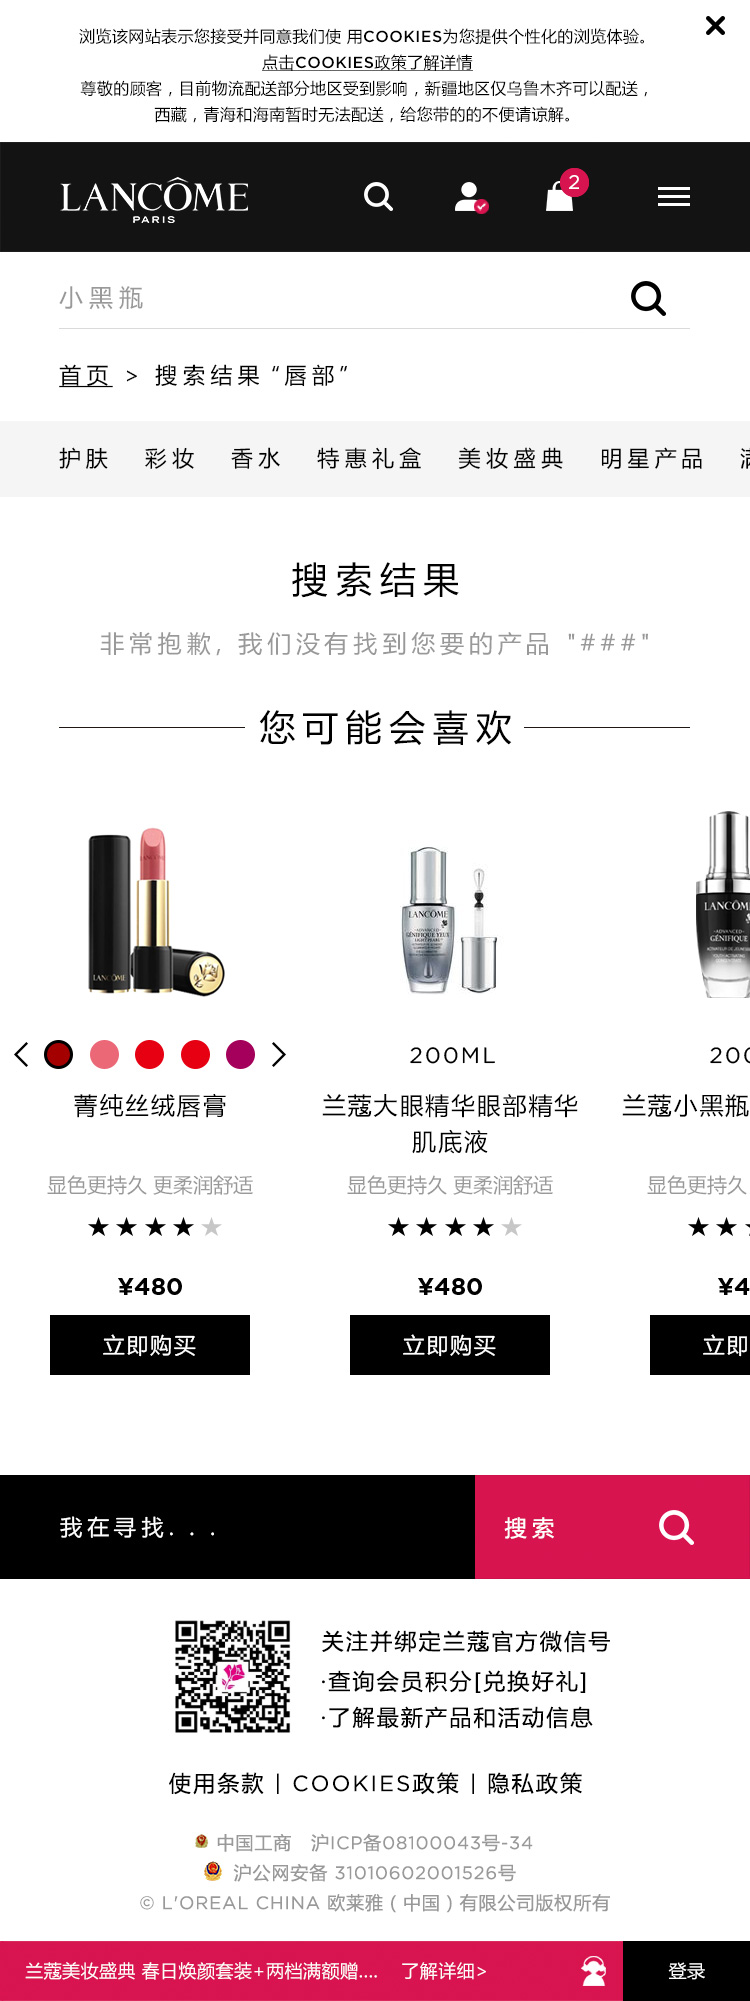 浏览该网站表示您接受并同意我们使 用COOKIES为您提供个性化的浏览体验。
点击COOKIES政策了解详情
尊敬的顾客，目前物流配送部分地区受到影响，新疆地区仅乌鲁木齐可以配送，
西藏，青海和海南暂时无法配送，给您带的的不便请谅解。
LANCÔME
PARIS
2
小黑瓶
首页 > 搜索结果 “唇部”
护肤 彩妆 香水 特惠礼盒 美妆盛典 明星产品
搜索结果
非常抱歉, 我们没有找到您要的产品 "###"
您可能会喜欢
LANCÔME
LANCÔME
ADVANCED
GÉNIFIQUE YEUX
LIGHT-PEARL
LANCÔM
ADVANCED
GÉNIFIQUE
200ML 200
菁纯丝绒唇膏 兰蔻大眼精华眼部精华 兰蔻小黑瓶
肌底液
显色更持久 更柔润舒适 显色更持久 更柔润舒适 显色更持久
¥480 ¥480 ¥4
立即购买 立即购买 立即
我在寻找. . . 搜索
关注并绑定兰蔻官方微信号
·查询会员积分[兑换好礼]
·了解最新产品和活动信息
使用条款 | COOKIES政策 | 隐私政策
中国工商 沪ICP备08100043号-34
沪公网安备 31010602001526号
© L'OREAL CHINA 欧莱雅 ( 中国 ) 有限公司版权所有
兰蔻美妆盛典 春日焕颜套装+两档满额赠.... 了解详细> 登录